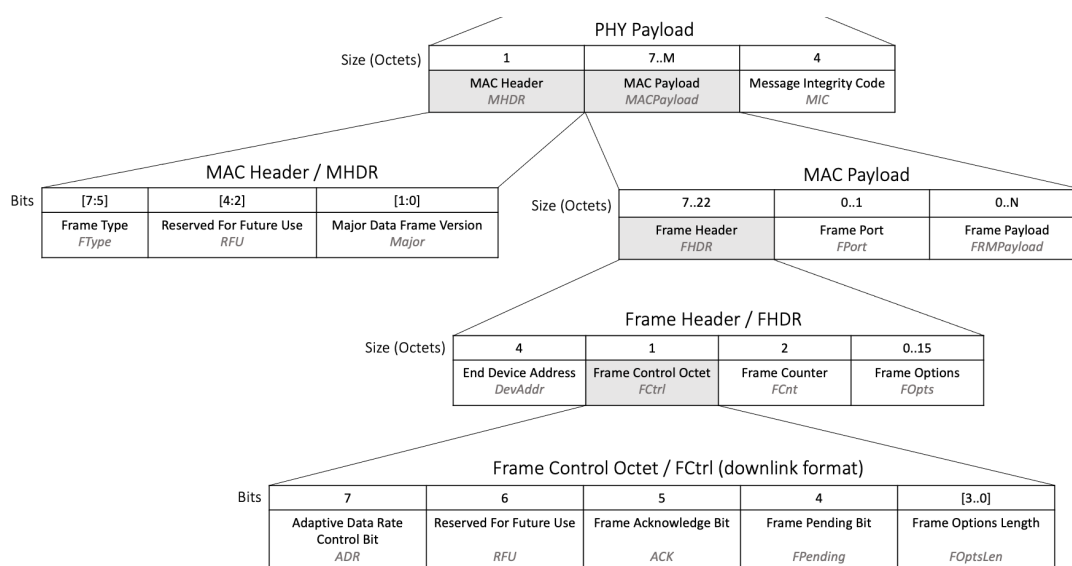 PHY Payload
Size (Octets) 1 7..M 4
MAC Header MAC Payload Message Integrity Code
MHDR MACPayload MIC
MAC Header / MHDR
Bits [7:5] [4:2] [1:0]
Frame Type Reserved For Future Use Major Data Frame Version
FType RFU Major
MAC Payload
Size (Octets) 7..22 0..1 0..N
Frame Header Frame Port Frame Payload
FHDR FPort FRMPayload
Frame Header / FHDR
Size (Octets) 4 1 2 0..15
End Device Address Frame Control Octet Frame Counter Frame Options
DevAddr FCtrl FCnt FOpts
Frame Control Octet / FCtrl (downlink format)
Bits 7 6 5 4 [3..0]
Adaptive Data Rate Reserved For Future Use Frame Acknowledge Bit Frame Pending Bit Frame Options Length
Control Bit
ADR RFU ACK FPending FOptsLen